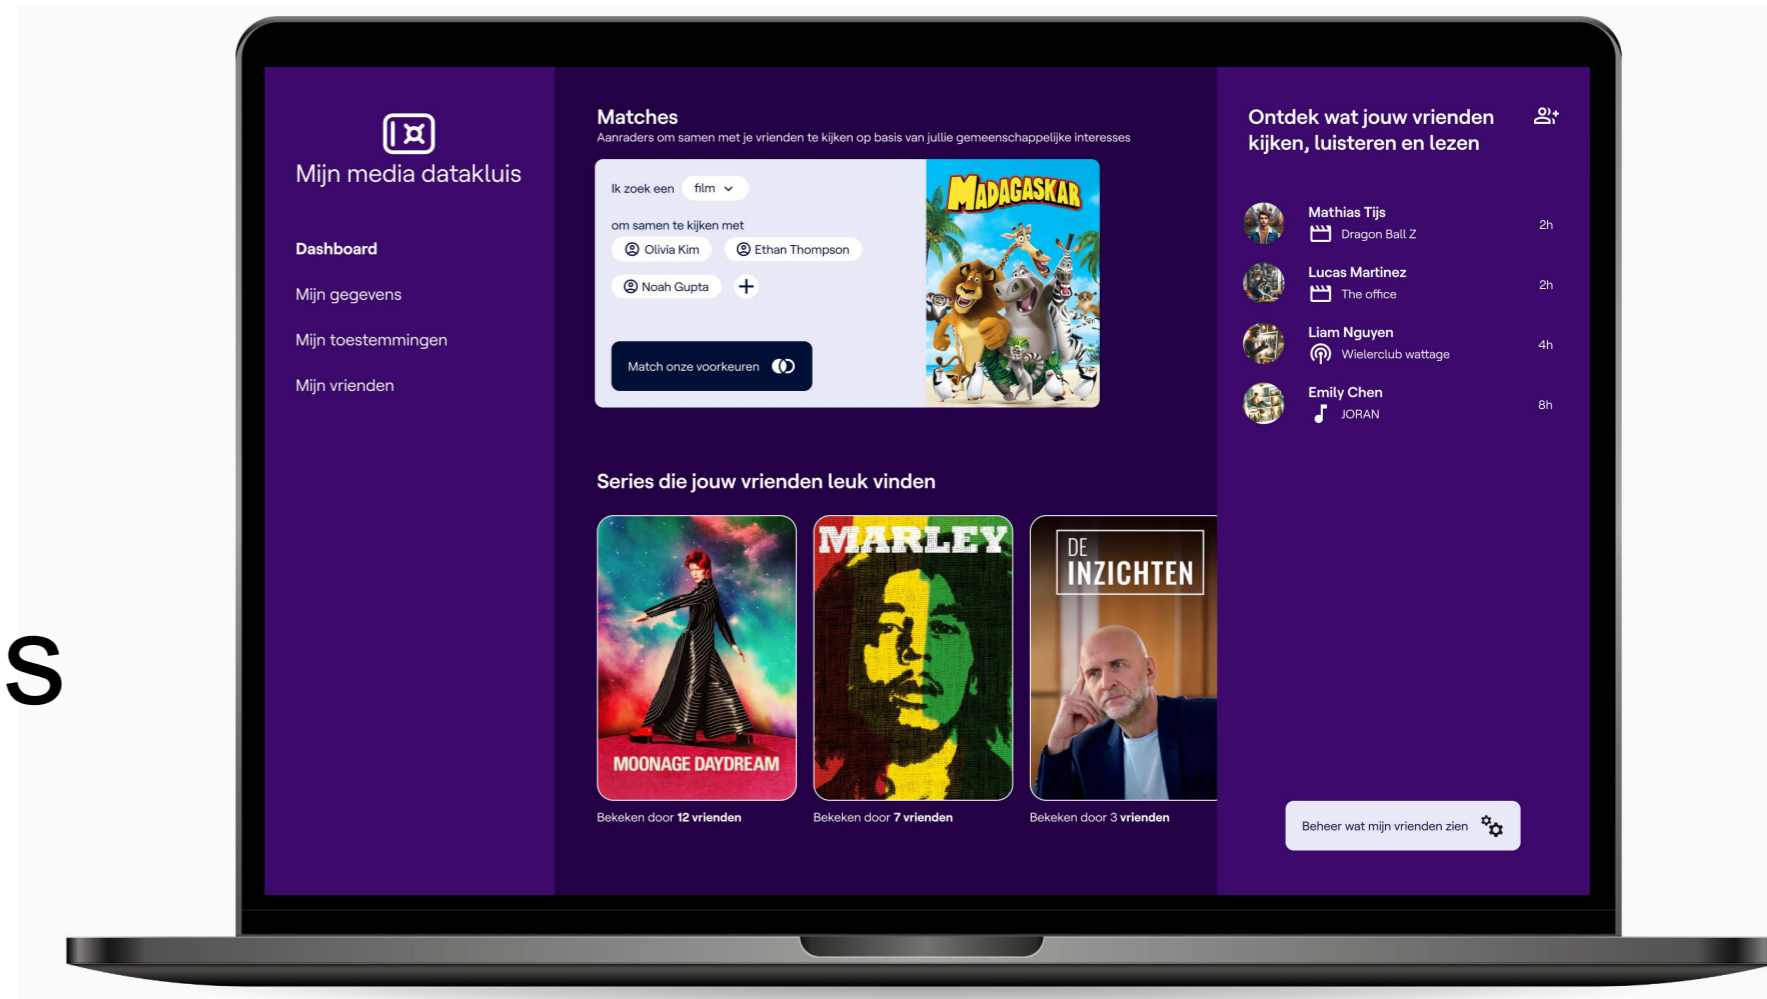 s
Mijn media datakluis
Dashboard
Mijn gegevens
Mijn toestemmingen
Mijn vrienden
Matches
Aanraders om samen met je vrienden te kijken op basis van jullie gemeenschappelijke interesses
Ik zoek een film
om samen te kijken met
Olivia Kim Ethan Thompson
Noah Gupta
Match onze voorkeuren
MADAGASKAR
Series die jouw vrienden leuk vinden
MOONAGE DAYDREAM
Bekeken door 12 vrienden
MARLEY
Bekeken door 7 vrienden
DE
INZICHTEN
Bekeken door 3 vrienden
Ontdek wat jouw vrienden
kijken, luisteren en lezen
Mathias Tijs
Dragon Ball Z
2h
Lucas Martinez
The office
2h
Liam Nguyen
Wielerclub wattage
4h
Emily Chen
JORAN
8h
Beheer wat mijn vrienden zien